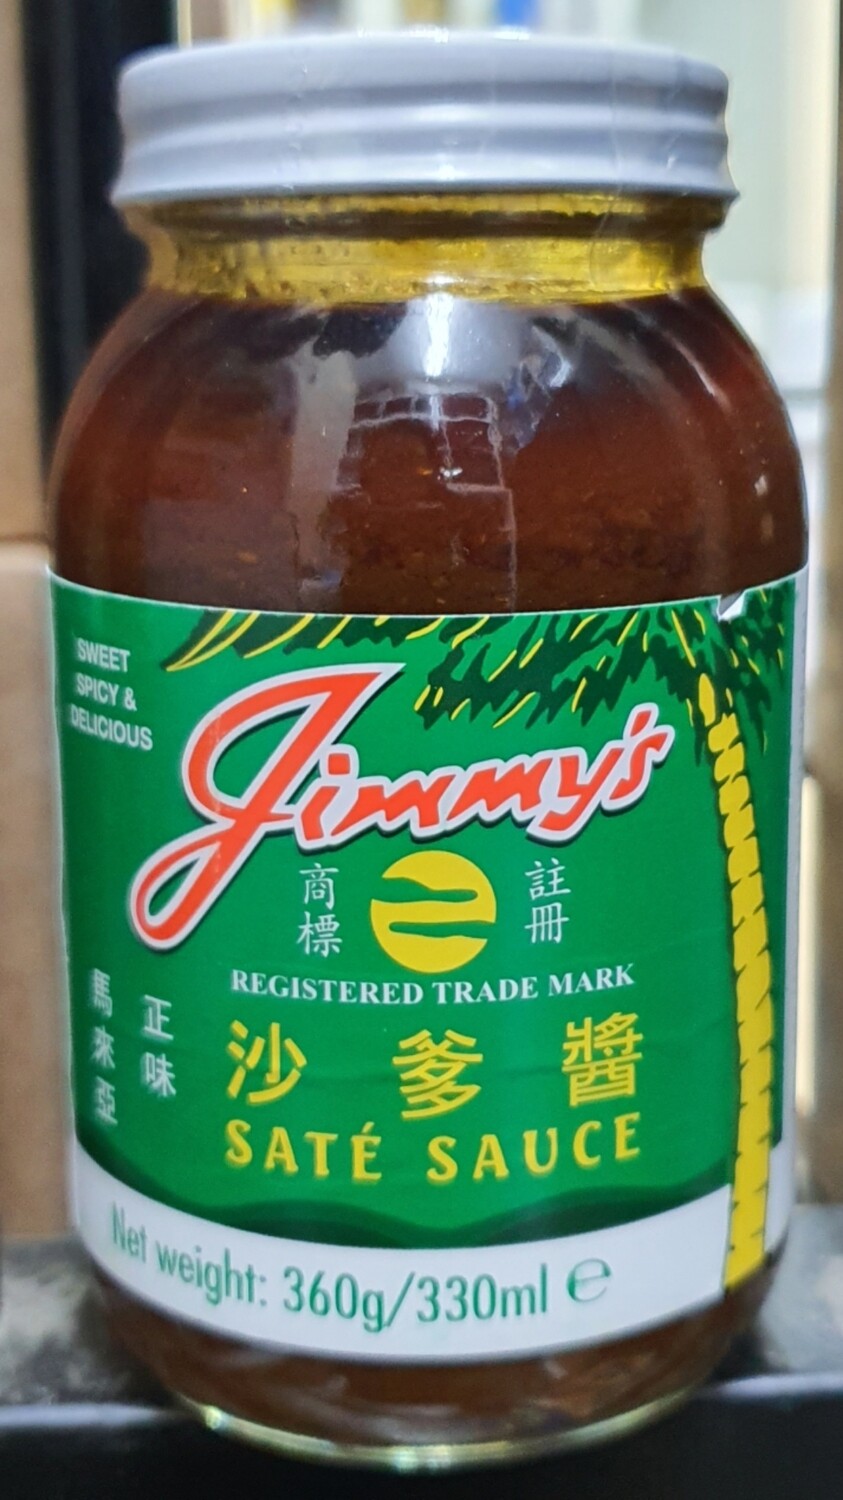 SWEET
SPICY &
DELICIOUS
Jimmy's
商標
註冊
REGISTERED TRADE MARK
馬來亞
正味
沙爹醬
SATÉ SAUCE
Net weight: 360g/330ml ℮